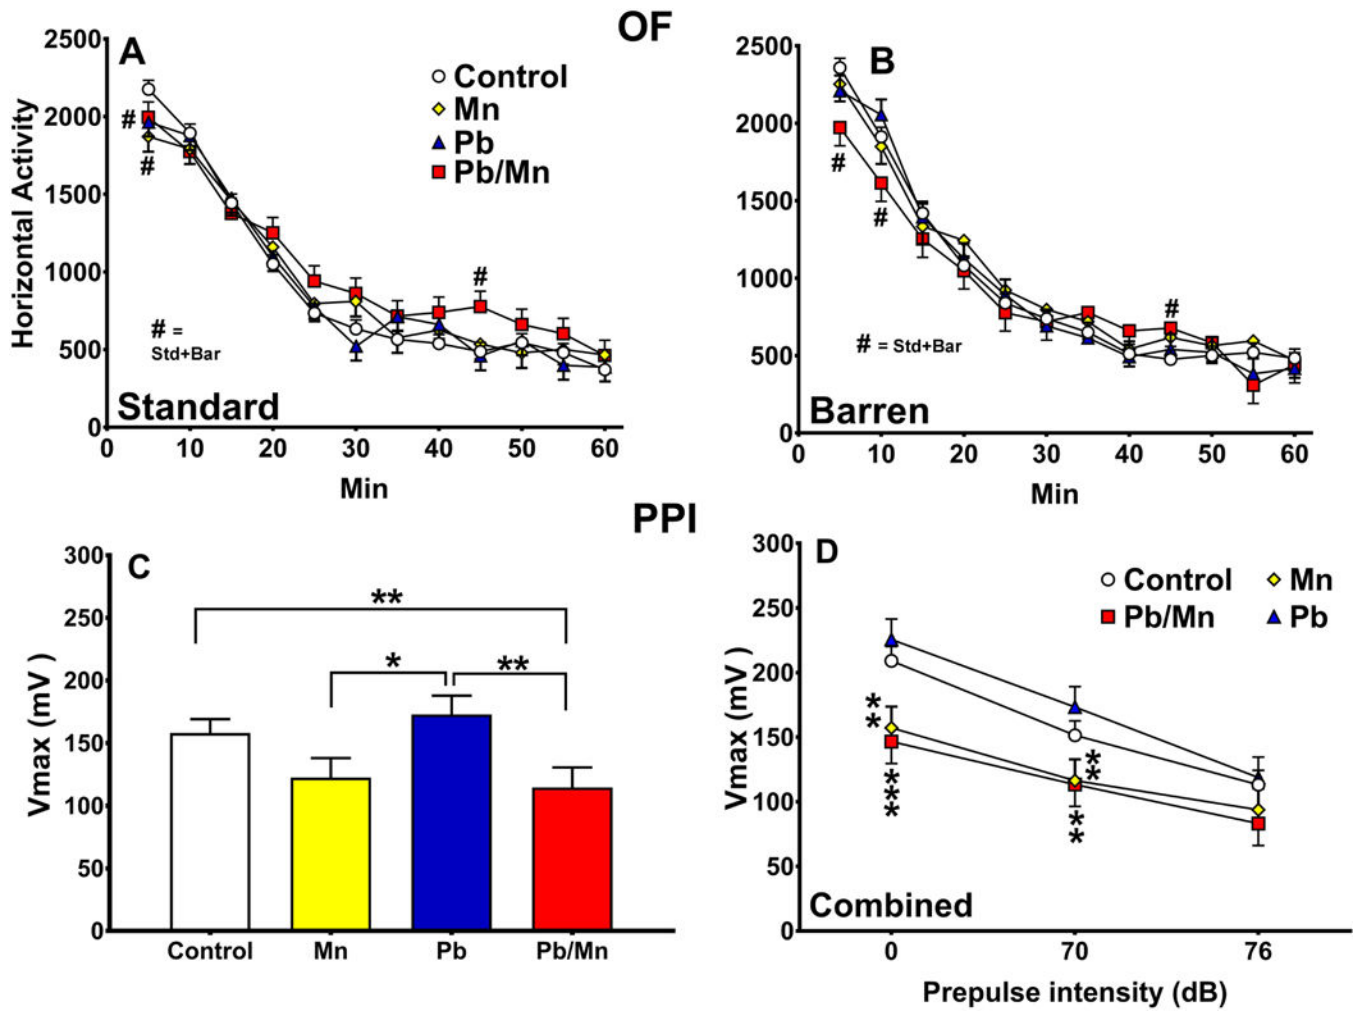 OF
A
2500
2000
1500
1000
500
0
Horizontal Activity
Control
Mn
Pb
Pb/Mn
#
#
#
# =
Std+Bar
Standard
0 10 20 30 40 50 60
Min
B
2500
2000
1500
1000
500
0
#
#
#
# = Std+Bar
Barren
0 10 20 30 40 50 60
Min
PPI
C
300
250
200
150
100
50
0
Vmax (mV )
**
* **
Control Mn Pb Pb/Mn
D
300
250
200
150
100
50
0
Vmax (mV )
Control Mn
Pb/Mn Pb
**
***
**
**
Combined
0 70 76
Prepulse intensity (dB)